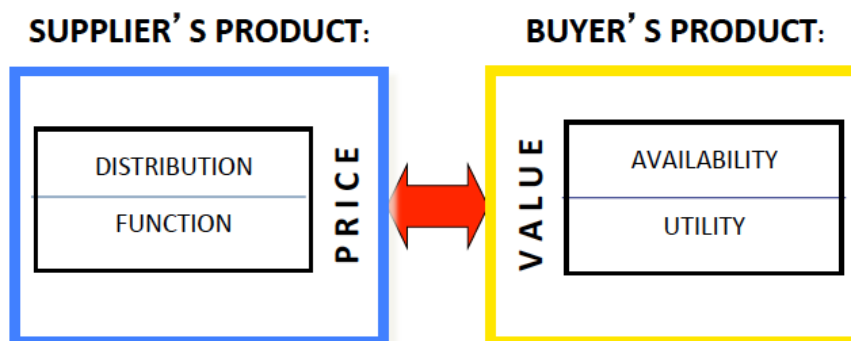 SUPPLIER’S PRODUCT:
DISTRIBUTION
FUNCTION
PRICE
BUYER’S PRODUCT:
VALUE
AVAILABILITY
UTILITY